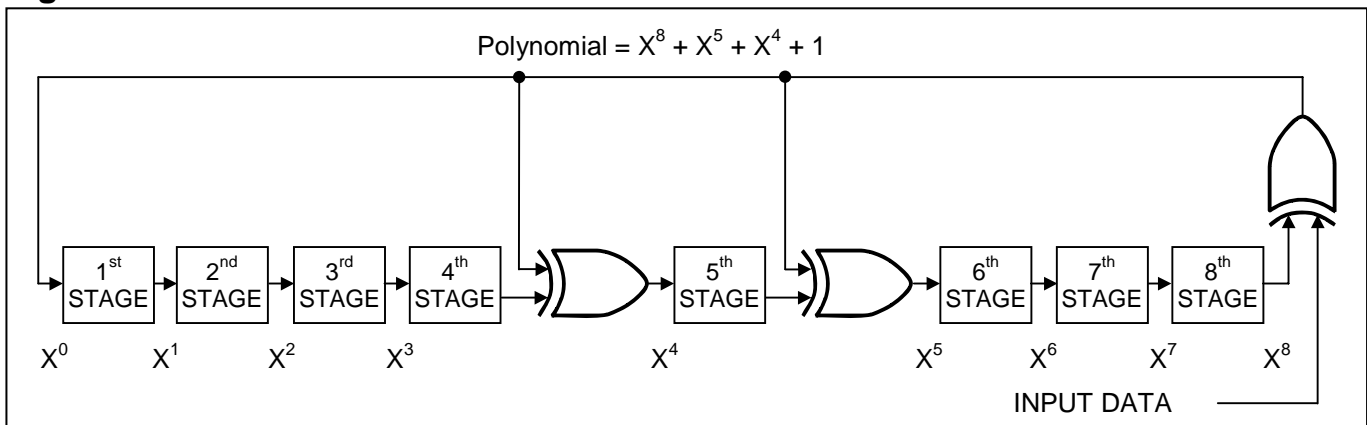 Polynomial = X⁸ + X⁵ + X⁴ + 1
1st STAGE
2nd STAGE
3rd STAGE
4th STAGE
5th STAGE
6th STAGE
7th STAGE
8th STAGE
X⁰ X¹ X² X³ X⁴ X⁵ X⁶ X⁷ X⁸
INPUT DATA